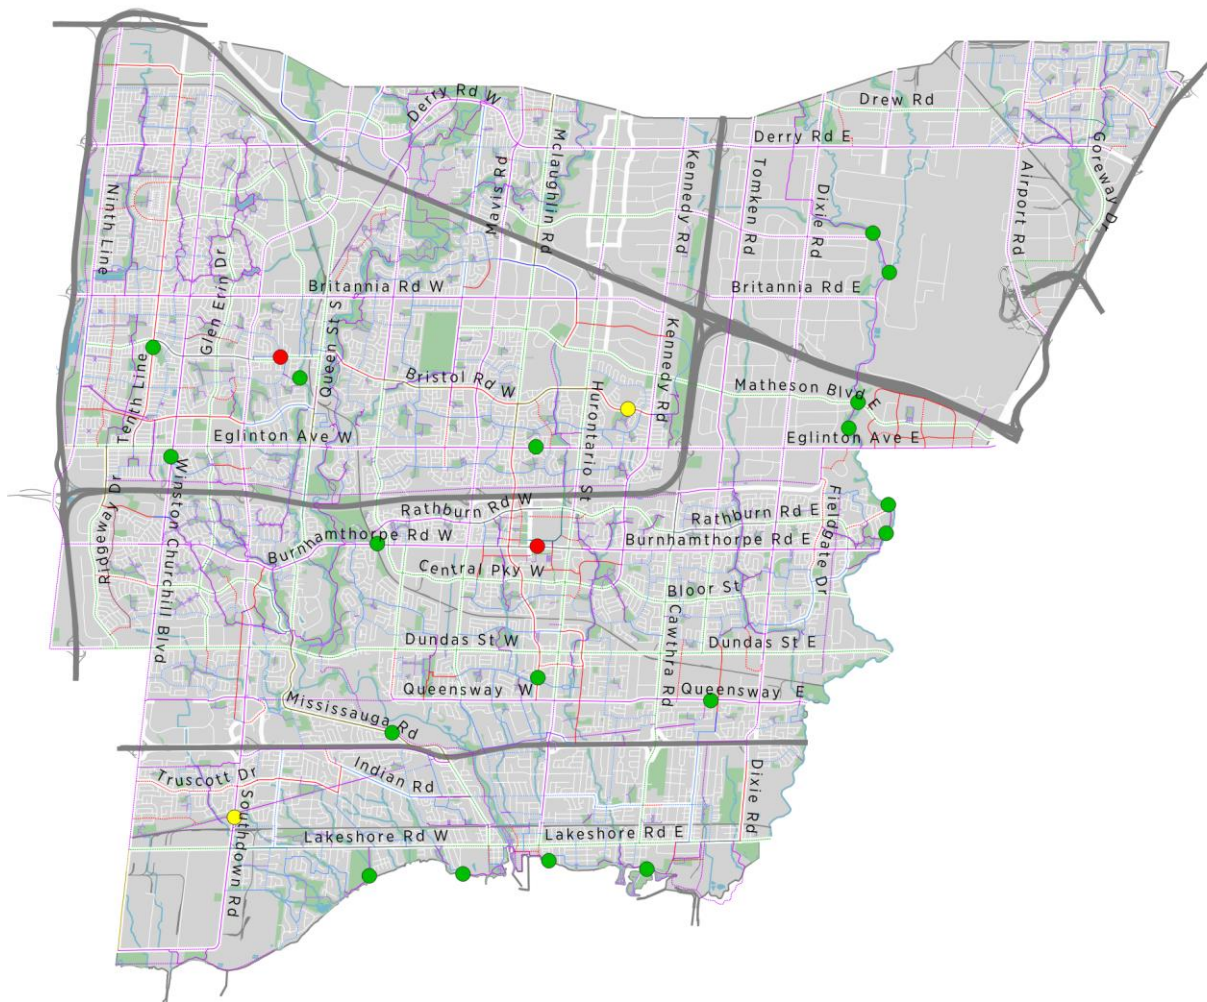 Derry Rd W
Drew Rd
Derry Rd E
Mclaughlin Rd
Mavis Rd
Kennedy Rd
Tomken Rd
Dixie Rd
Airport Rd
Goreway Dr
Ninth Line
Glen Erin Dr
Britannia Rd W
Britannia Rd E
Queen St S
Kennedy Rd
Tenth Line
Bristol Rd W
Hurontario St
Matheson Blvd E
Eglinton Ave W
Eglinton Ave E
Ridgeway Dr
Winston Churchill Blvd
Rathburn Rd W
Rathburn Rd E
Fieldgate Dr
Burnhamthorpe Rd W
Burnhamthorpe Rd E
Central Pky W
Bloor St
Cawthra Rd
Dundas St W
Dundas St E
Queensway W
Queensway E
Mississauga Rd
Truscott Dr
Indian Rd
Dixie Rd
Southdown Rd
Lakeshore Rd W
Lakeshore Rd E